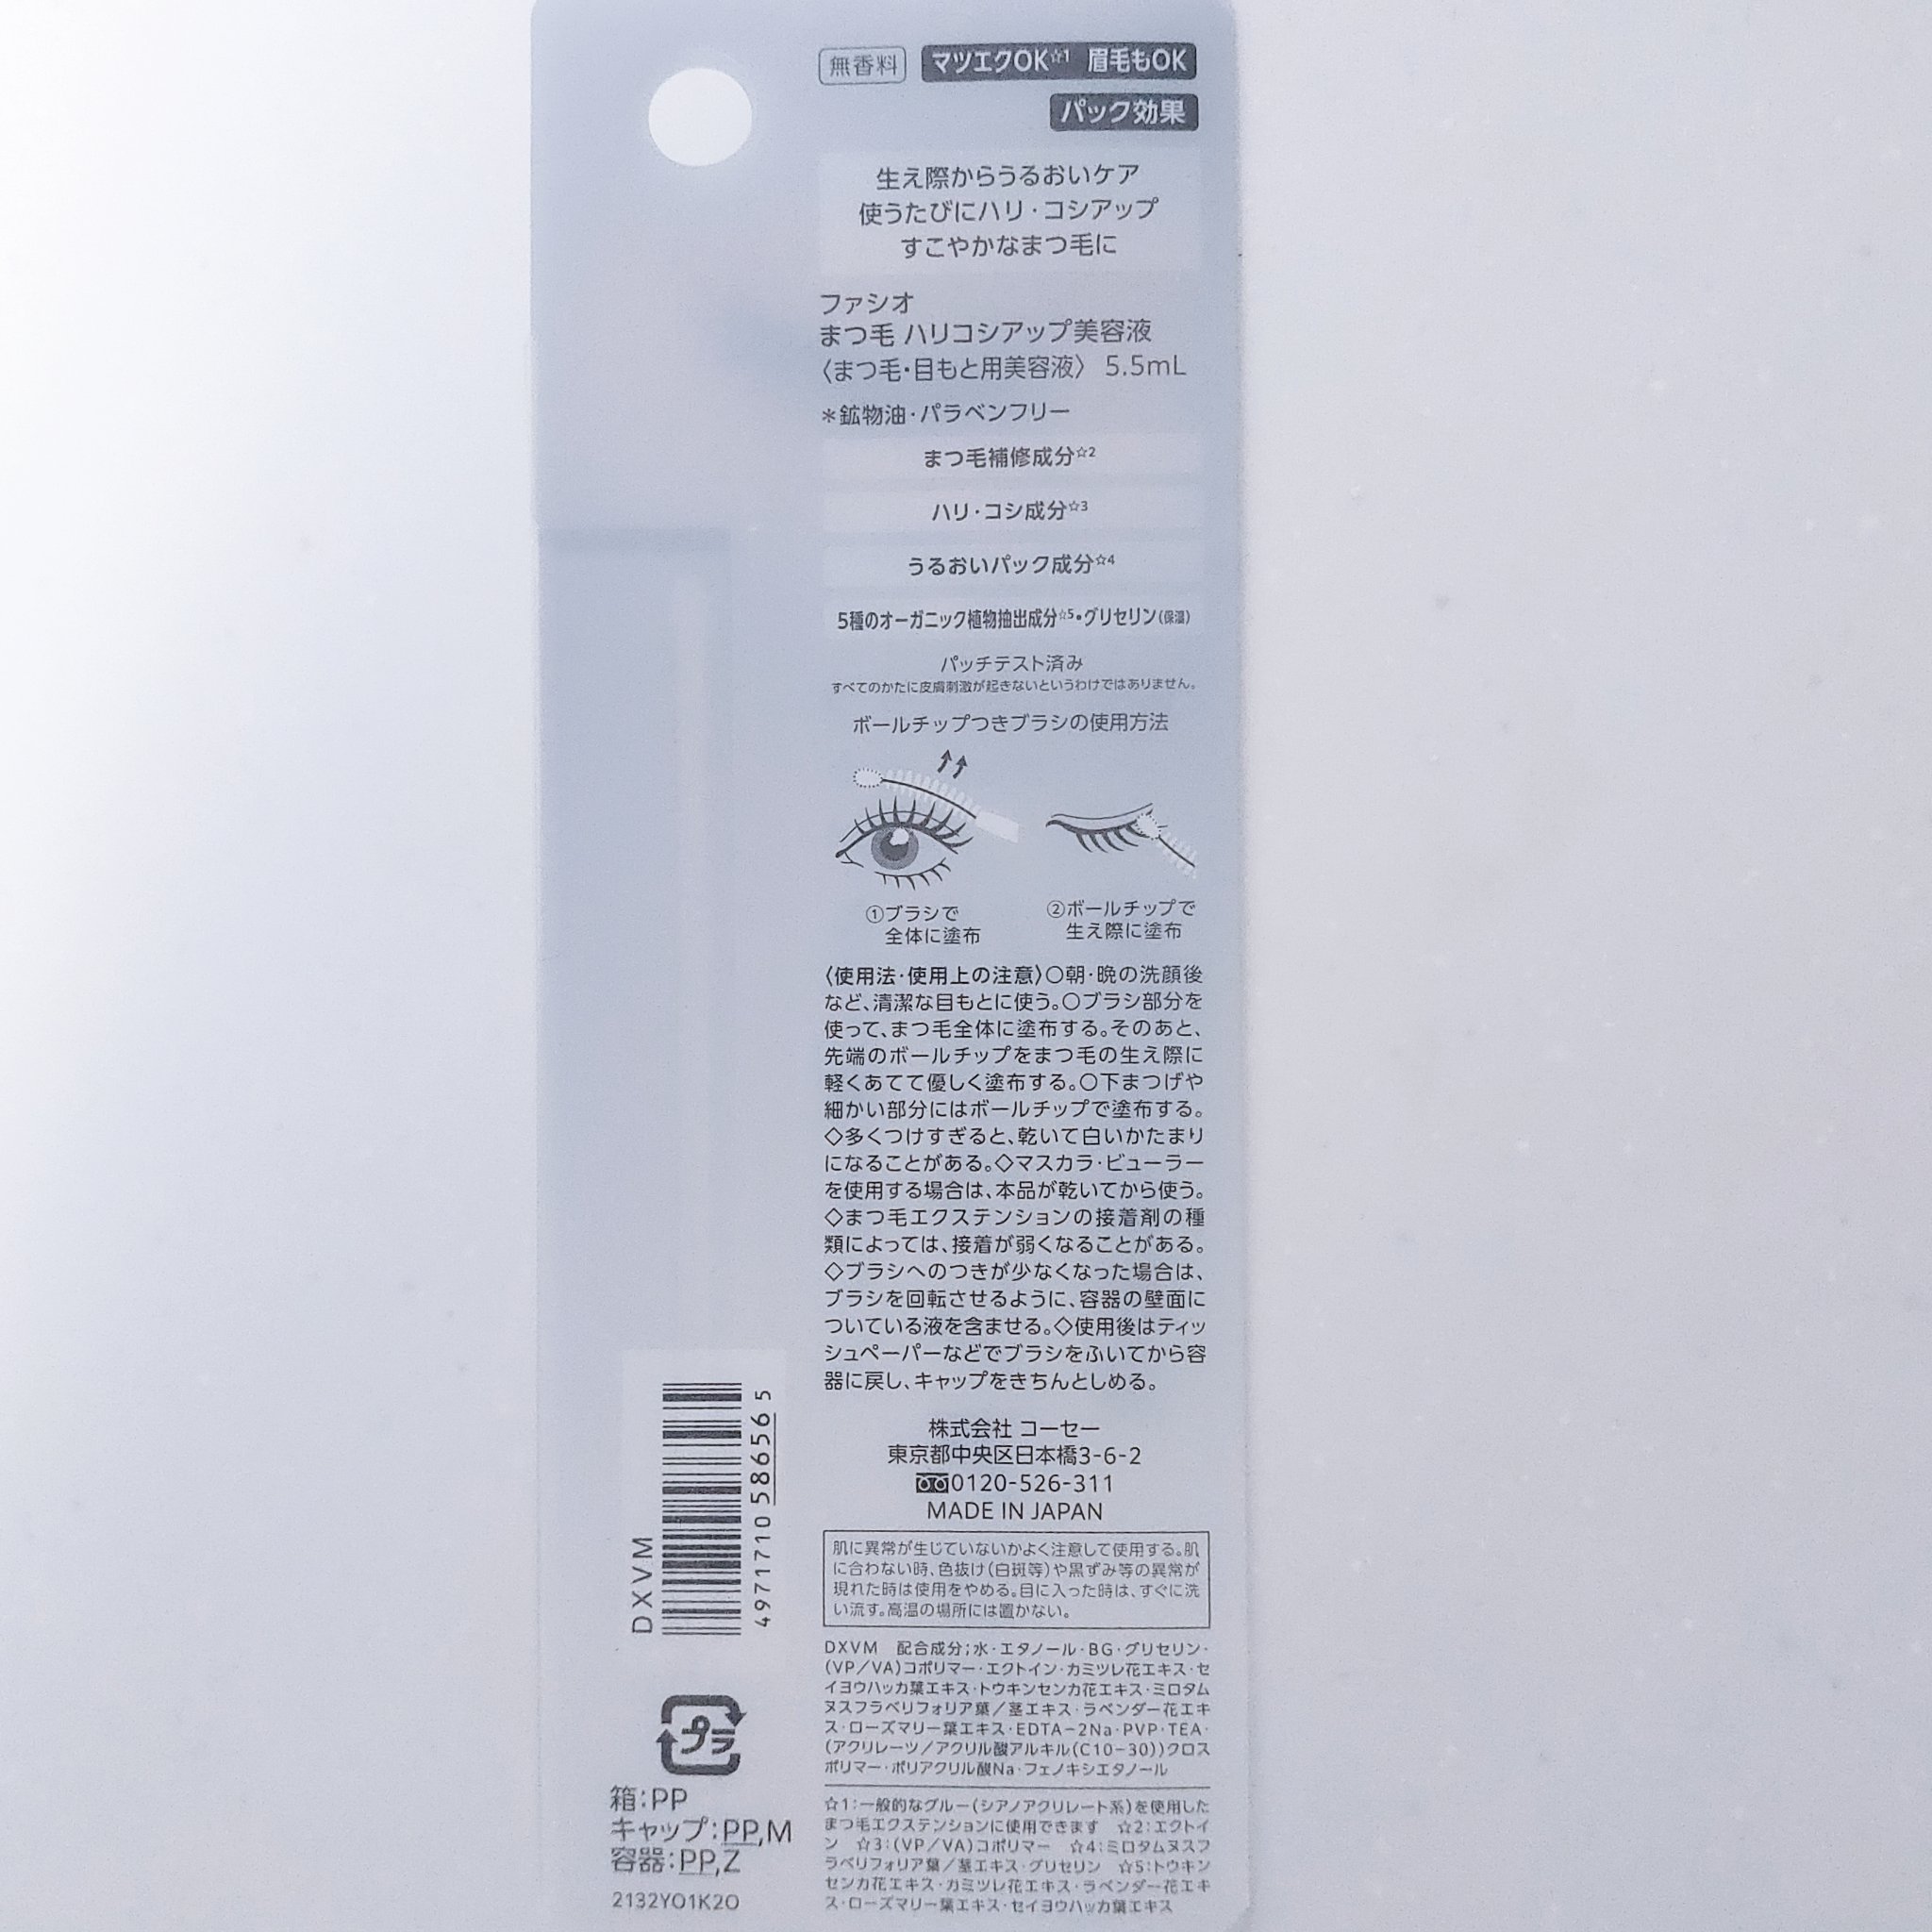 無香料 マツエクOK☆1 眉毛もOK
パック効果
生え際からうるおいケア
使うたびにハリ・コシアップ
すこやかなまつ毛に
ファシオ
まつ毛 ハリコシアップ美容液
〈まつ毛・目もと用美容液〉 5.5mL
＊鉱物油・パラベンフリー
まつ毛補修成分☆2
ハリ・コシ成分☆3
うるおいパック成分☆4
5種のオーガニック植物抽出成分☆5・グリセリン(保湿)
パッチテスト済み
すべてのかたに皮膚刺激が起きないというわけではありません。
ボールチップつきブラシの使用方法
①ブラシで
全体に塗布
②ボールチップで
生え際に塗布
〈使用法・使用上の注意〉○朝・晩の洗顔後
など、清潔な目もとに使う。○ブラシ部分を
使って、まつ毛全体に塗布する。そのあと、
先端のボールチップをまつ毛の生え際に
軽くあてて優しく塗布する。○下まつげや
細かい部分にはボールチップで塗布する。
◇多くつけすぎると、乾いて白いかたまり
になることがある。◇マスカラ・ビューラー
を使用する場合は、本品が乾いてから使う。
◇まつ毛エクステンションの接着剤の種
類によっては、接着が弱くなることがある。
◇ブラシへのつきが少なくなった場合は、
ブラシを回転させるように、容器の壁面に
ついている液を含ませる。◇使用後はティッ
シュペーパーなどでブラシをふいてから容
器に戻し、キャップをきちんとしめる。
株式会社 コーセー
東京都中央区日本橋3-6-2
0120-526-311
MADE IN JAPAN
肌に異常が生じていないかよく注意して使用する。肌
に合わない時、色抜け(白斑等)や黒ずみ等の異常が
現れた時は使用をやめる。目に入った時は、すぐに洗
い流す。高温の場所には置かない。
DXVM 配合成分;水・エタノール・BG・グリセリン・
(VP／VA)コポリマー・エクトイン・カミツレ花エキス・セ
イヨウハッカ葉エキス・トウキンセンカ花エキス・ミロタム
ヌスフラベリフォリア葉／茎エキス・ラベンダー花エキ
ス・ローズマリー葉エキス・EDTA−2Na・PVP・TEA・
(アクリレーツ／アクリル酸アルキル(C10−30))クロス
ポリマー・ポリアクリル酸Na・フェノキシエタノール
☆1:一般的なグルー(シアノアクリレート系)を使用した
まつ毛エクステンションに使用できます ☆2:エクトイ
ン ☆3:(VP／VA)コポリマー ☆4:ミロタムヌスフ
ラベリフォリア葉／茎エキス・グリセリン ☆5:トウキン
センカ花エキス・カミツレ花エキス・ラベンダー花エキ
ス・ローズマリー葉エキス・セイヨウハッカ葉エキス
DXVM
4971710 586565
プラ
箱:PP
キャップ:PP,M
容器:PP,Z
2132Y01K20